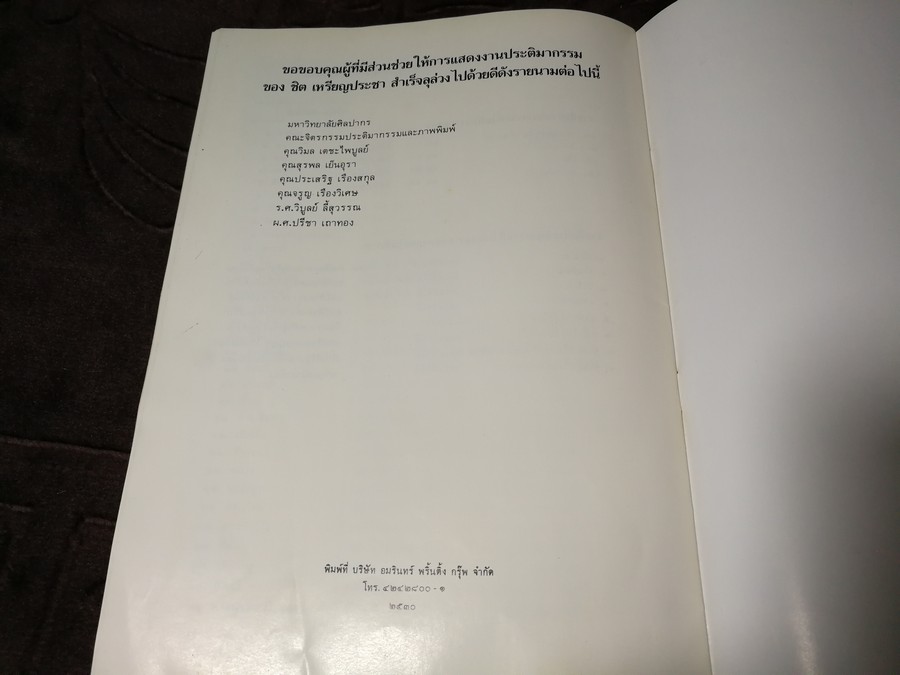 ขอขอบคุณผู้ที่มีส่วนช่วยให้การแสดงงานประติมากรรม
ของ ชิต เหรียญประชา สำเร็จลุล่วงไปด้วยดีดังรายนามต่อไปนี้
มหาวิทยาลัยศิลปากร
คณะจิตรกรรมประติมากรรมและภาพพิมพ์
คุณวิมล เตชะไพบูลย์
คุณสุรพล เย็นอุรา
คุณประเสริฐ เรืองสกุล
คุณจรูญ เรืองวิเศษ
ร.ศ.วิบูลย์ ลี้สุวรรณ
ผ.ศ.ปรีชา เถาทอง
พิมพ์ที่ บริษัท อมรินทร์ พริ้นติ้ง กรุ๊พ จำกัด
โทร. ๔๒๔๒๘๐๐-๑
๒๕๓๐